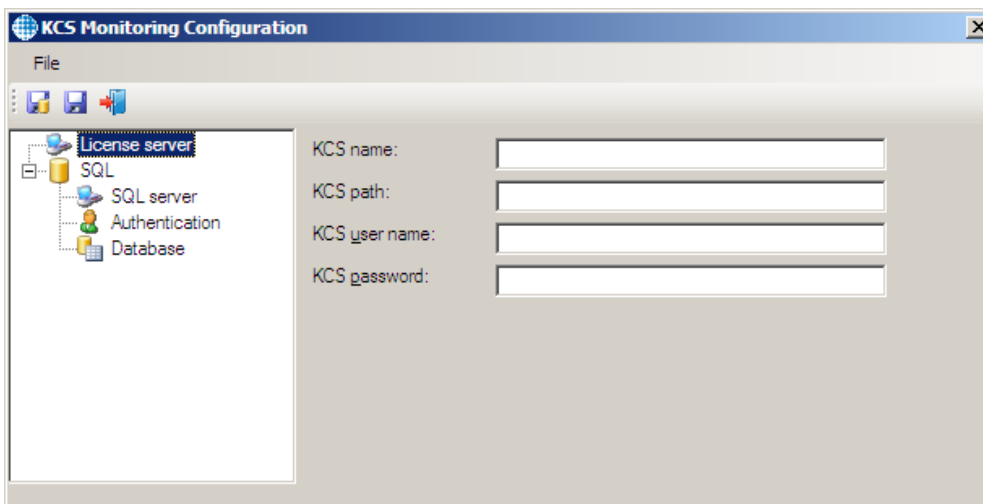 KCS Monitoring Configuration
File
License server
SQL
SQL server
Authentication
Database
KCS name:
KCS path:
KCS user name:
KCS password: